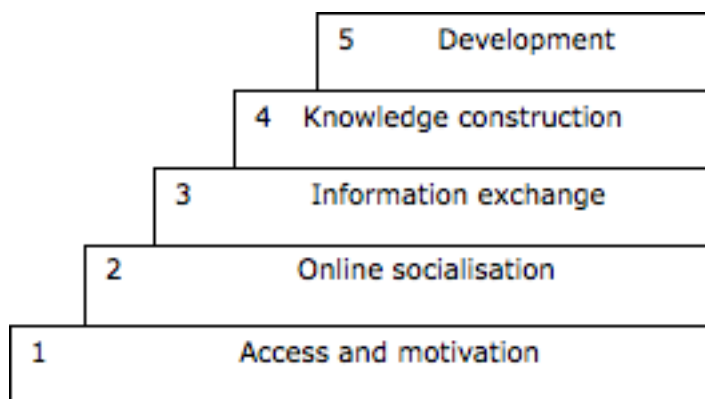 5 Development
4 Knowledge construction
3 Information exchange
2 Online socialisation
1 Access and motivation